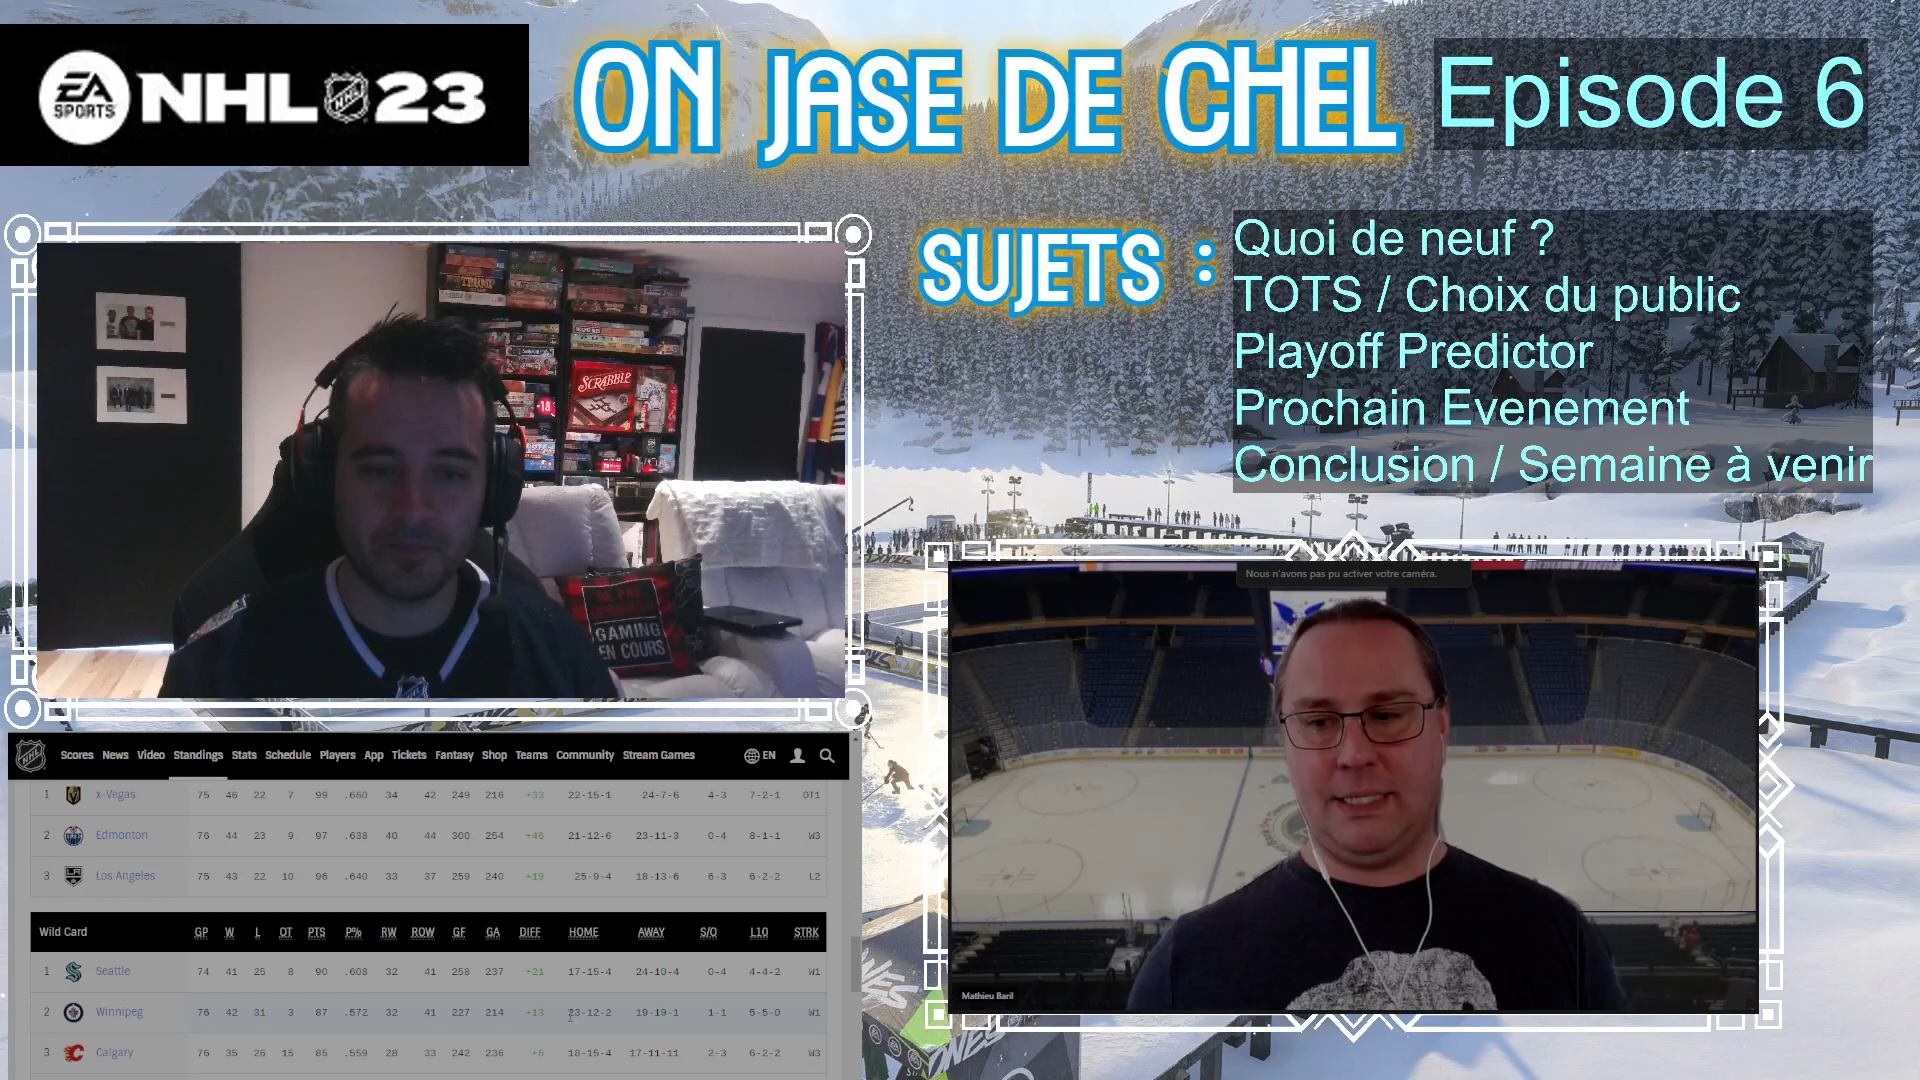 EA SPORTS NHL 23
ON JASE DE CHEL
Episode 6
SUJETS :
Quoi de neuf ?
TOTS / Choix du public
Playoff Predictor
Prochain Evenement
Conclusion / Semaine à venir
SCRABBLE
-18
GAMING
EN COURS
Nous n'avons pas pu activer votre caméra.
Mathieu Baril
Scores News Video Standings Stats Schedule Players App Tickets Fantasy Shop Teams Community Stream Games EN
1 x-Vegas 75 46 22 7 99 .660 34 42 249 216 +33 22-15-1 24-7-6 4-3 7-2-1 OT1
2 Edmonton 76 44 23 9 97 .638 40 44 300 254 +46 21-12-6 23-11-3 0-4 8-1-1 W3
3 Los Angeles 75 43 22 10 96 .640 33 37 259 240 +19 25-9-4 18-13-6 6-3 6-2-2 L2
Wild Card GP W L OT PTS P% RW ROW GF GA DIFF HOME AWAY S/O L10 STRK
1 Seattle 74 41 25 8 90 .608 32 41 258 237 +21 17-15-4 24-10-4 0-4 4-4-2 W1
2 Winnipeg 76 42 31 3 87 .572 32 41 227 214 +13 23-12-2 19-19-1 1-1 5-5-0 W1
3 Calgary 76 35 26 15 85 .559 28 33 242 236 +6 18-15-4 17-11-11 2-3 6-2-2 W3